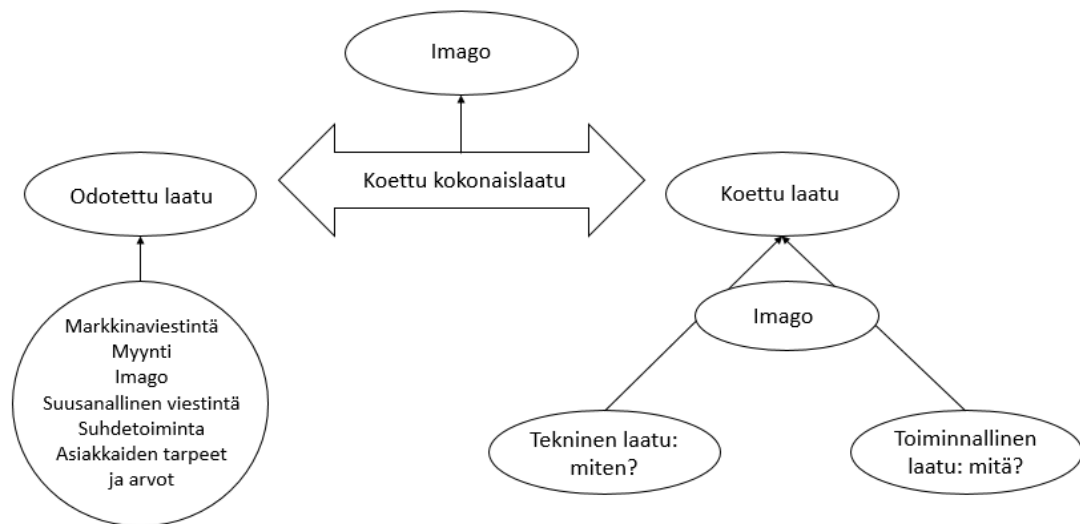 Imago
Koettu kokonaislaatu
Odotettu laatu
Koettu laatu
Markkinaviestintä
Myynti
Imago
Suusanallinen viestintä
Suhdetoiminta
Asiakkaiden tarpeet
ja arvot
Imago
Tekninen laatu:
miten?
Toiminnallinen
laatu: mitä?